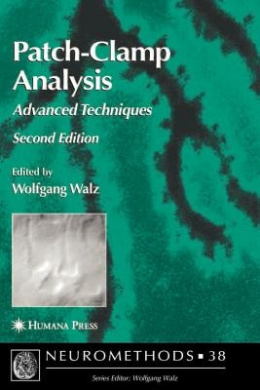 Patch-Clamp
Analysis
Advanced Techniques
Second Edition
Edited by
Wolfgang Walz
HUMANA PRESS
NEUROMETHODS ▪ 38
Series Editor: Wolfgang Walz